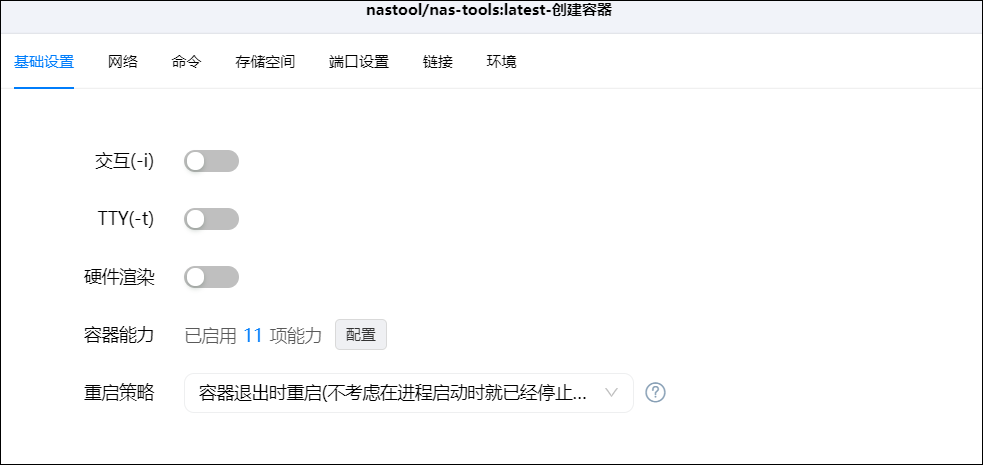 nastool/nas-tools:latest-创建容器
基础设置 网络 命令 存储空间 端口设置 链接 环境
交互(-i)
TTY(-t)
硬件渲染
容器能力 已启用 11 项能力 配置
重启策略 容器退出时重启(不考虑在进程启动时就已经停止... ?